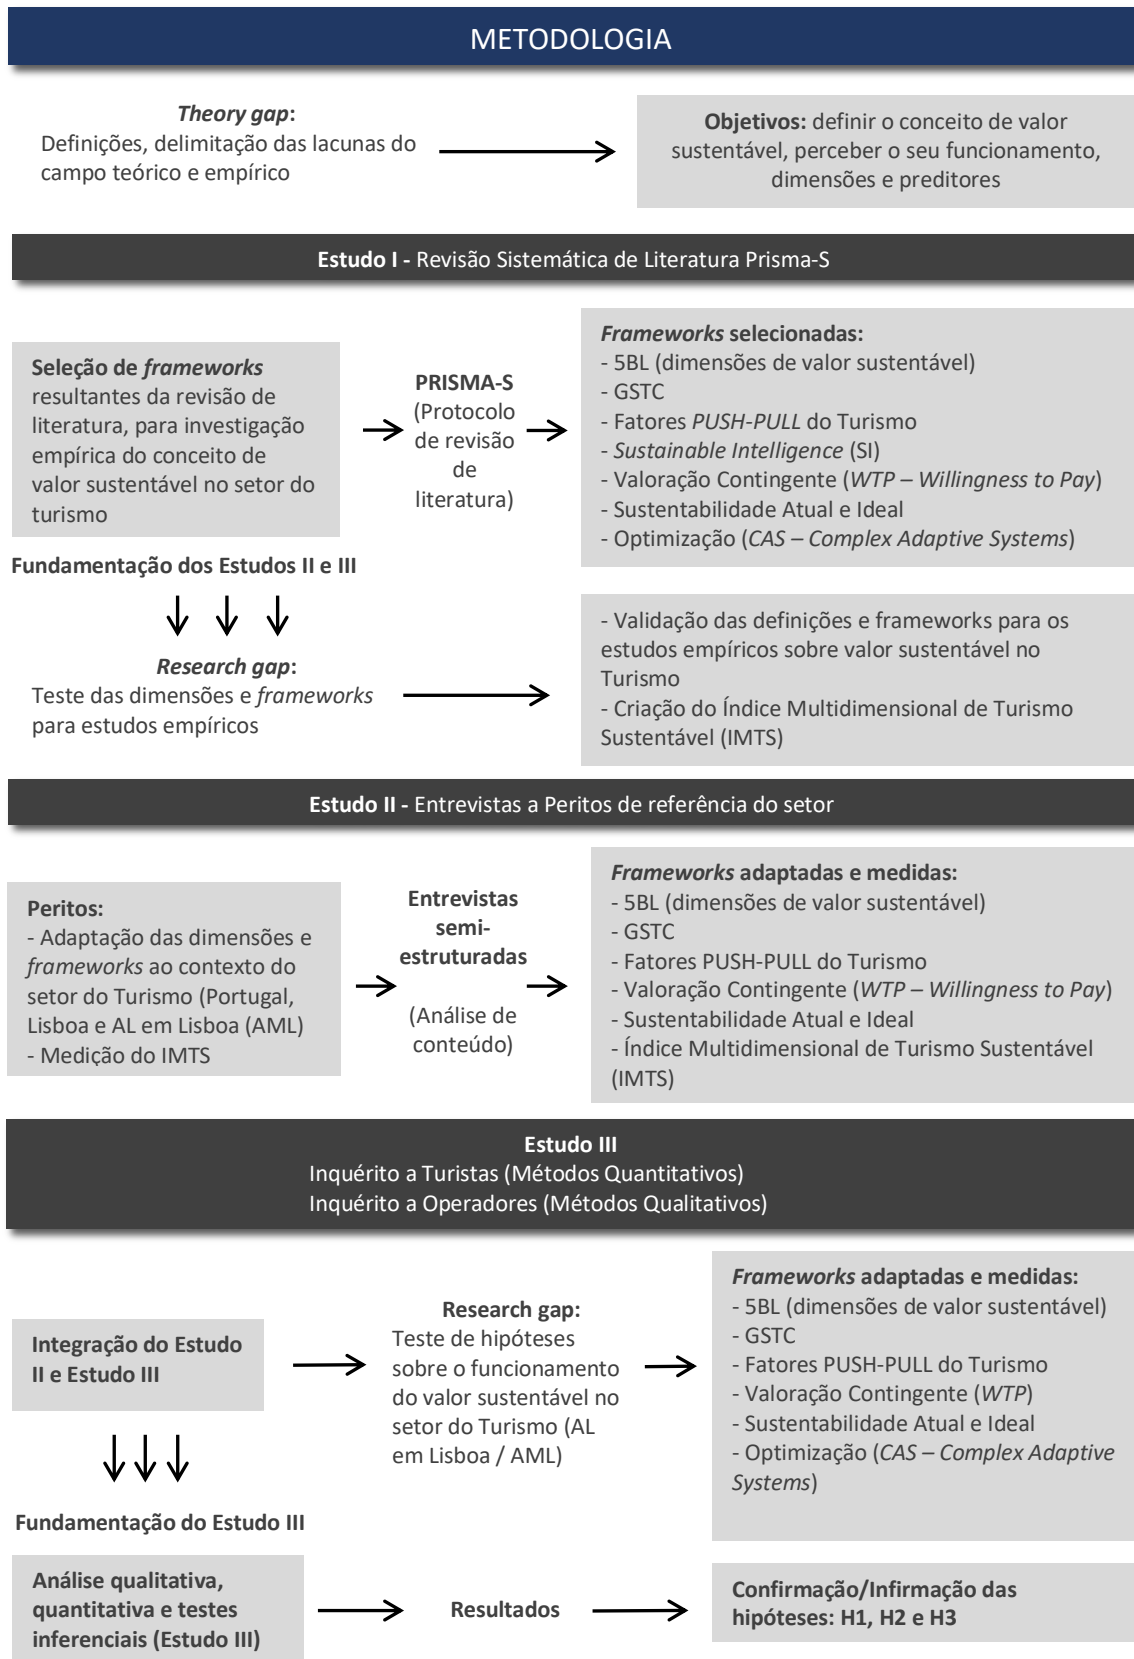 METODOLOGIA
Theory gap:
Definições, delimitação das lacunas do
campo teórico e empírico
Objetivos: definir o conceito de valor
sustentável, perceber o seu funcionamento,
dimensões e preditores
Estudo I - Revisão Sistemática de Literatura Prisma-S
Seleção de frameworks
resultantes da revisão de
literatura, para investigação
empírica do conceito de
valor sustentável no setor do
turismo
PRISMA-S
(Protocolo
de revisão
de
literatura)
Frameworks selecionadas:
- 5BL (dimensões de valor sustentável)
- GSTC
- Fatores PUSH-PULL do Turismo
- Sustainable Intelligence (SI)
- Valoração Contingente (WTP – Willingness to Pay)
- Sustentabilidade Atual e Ideal
- Optimização (CAS – Complex Adaptive Systems)
Fundamentação dos Estudos II e III
Research gap:
Teste das dimensões e frameworks
para estudos empíricos
- Validação das definições e frameworks para os
estudos empíricos sobre valor sustentável no
Turismo
- Criação do Índice Multidimensional de Turismo
Sustentável (IMTS)
Estudo II - Entrevistas a Peritos de referência do setor
Peritos:
- Adaptação das dimensões e
frameworks ao contexto do
setor do Turismo (Portugal,
Lisboa e AL em Lisboa (AML)
- Medição do IMTS
Entrevistas
semi-
estruturadas
(Análise de
conteúdo)
Frameworks adaptadas e medidas:
- 5BL (dimensões de valor sustentável)
- GSTC
- Fatores PUSH-PULL do Turismo
- Valoração Contingente (WTP – Willingness to Pay)
- Sustentabilidade Atual e Ideal
- Índice Multidimensional de Turismo Sustentável
(IMTS)
Estudo III
Inquérito a Turistas (Métodos Quantitativos)
Inquérito a Operadores (Métodos Qualitativos)
Integração do Estudo
II e Estudo III
Research gap:
Teste de hipóteses
sobre o funcionamento
do valor sustentável no
setor do Turismo (AL
em Lisboa / AML)
Frameworks adaptadas e medidas:
- 5BL (dimensões de valor sustentável)
- GSTC
- Fatores PUSH-PULL do Turismo
- Valoração Contingente (WTP)
- Sustentabilidade Atual e Ideal
- Optimização (CAS – Complex Adaptive
Systems)
Fundamentação do Estudo III
Análise qualitativa,
quantitativa e testes
inferenciais (Estudo III)
Resultados
Confirmação/Infirmação das
hipóteses: H1, H2 e H3